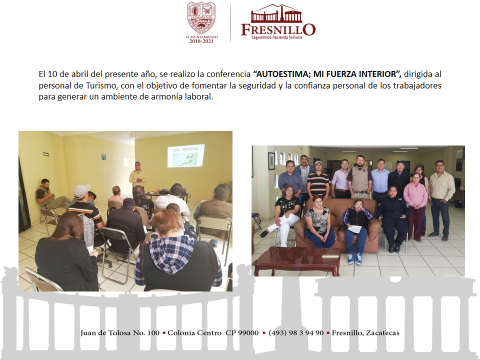 H. AYUNTAMIENTO
2018-2021
FRESNILLO
Seguiremos haciendo historia
El 10 de abril del presente año, se realizo la conferencia “AUTOESTIMA; MI FUERZA INTERIOR”, dirigida al
personal de Turismo, con el objetivo de fomentar la seguridad y la confianza personal de los trabajadores
para generar un ambiente de armonía laboral.
Juan de Tolosa No. 100 • Colonia Centro CP 99000 • (493) 98 3 94 90 • Fresnillo, Zacatecas